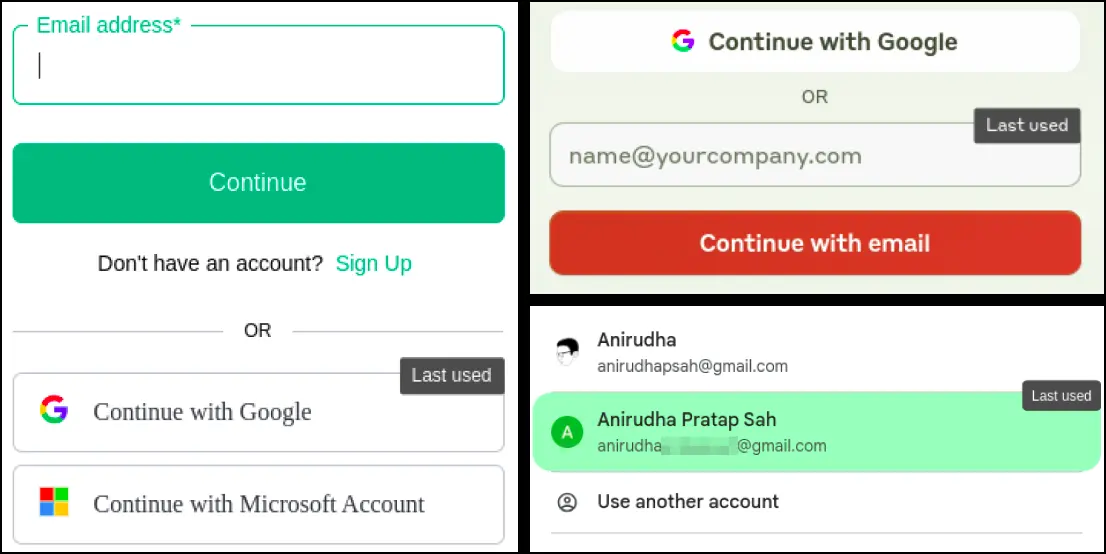 Email address*
Continue
Don't have an account? Sign Up
OR
Last used
Continue with Google
Continue with Microsoft Account
Continue with Google
OR
Last used
name@yourcompany.com
Continue with email
Anirudha
anirudhapsah@gmail.com
Last used
A
Anirudha Pratap Sah
anirudha @gmail.com
Use another account